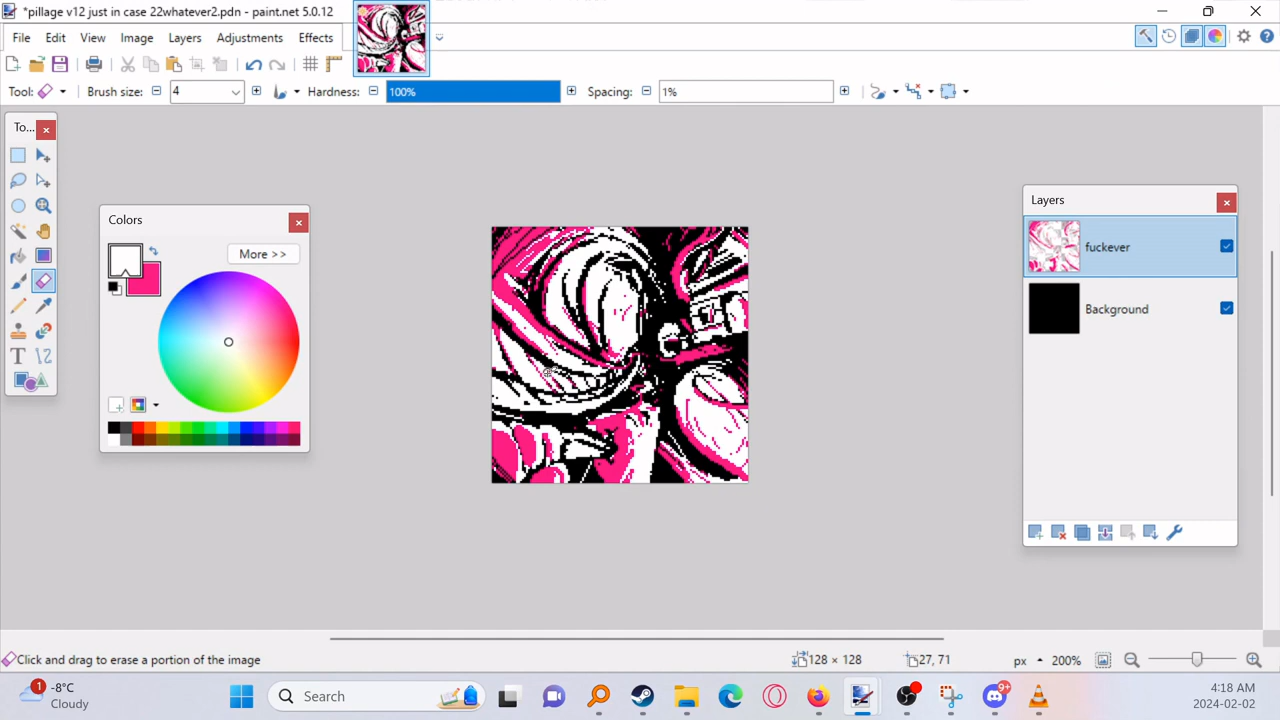 *pillage v12 just in case 22whatever2.pdn - paint.net 5.0.12
File Edit View Image Layers Adjustments Effects
Tool: Brush size: 4 Hardness: 100% Spacing: 1%
To...
Colors
More >>
Layers
fuckever
Background
Click and drag to erase a portion of the image
128 × 128
27, 71
px
200%
1
-8°C
Cloudy
Search
9+
4:18 AM
2024-02-02